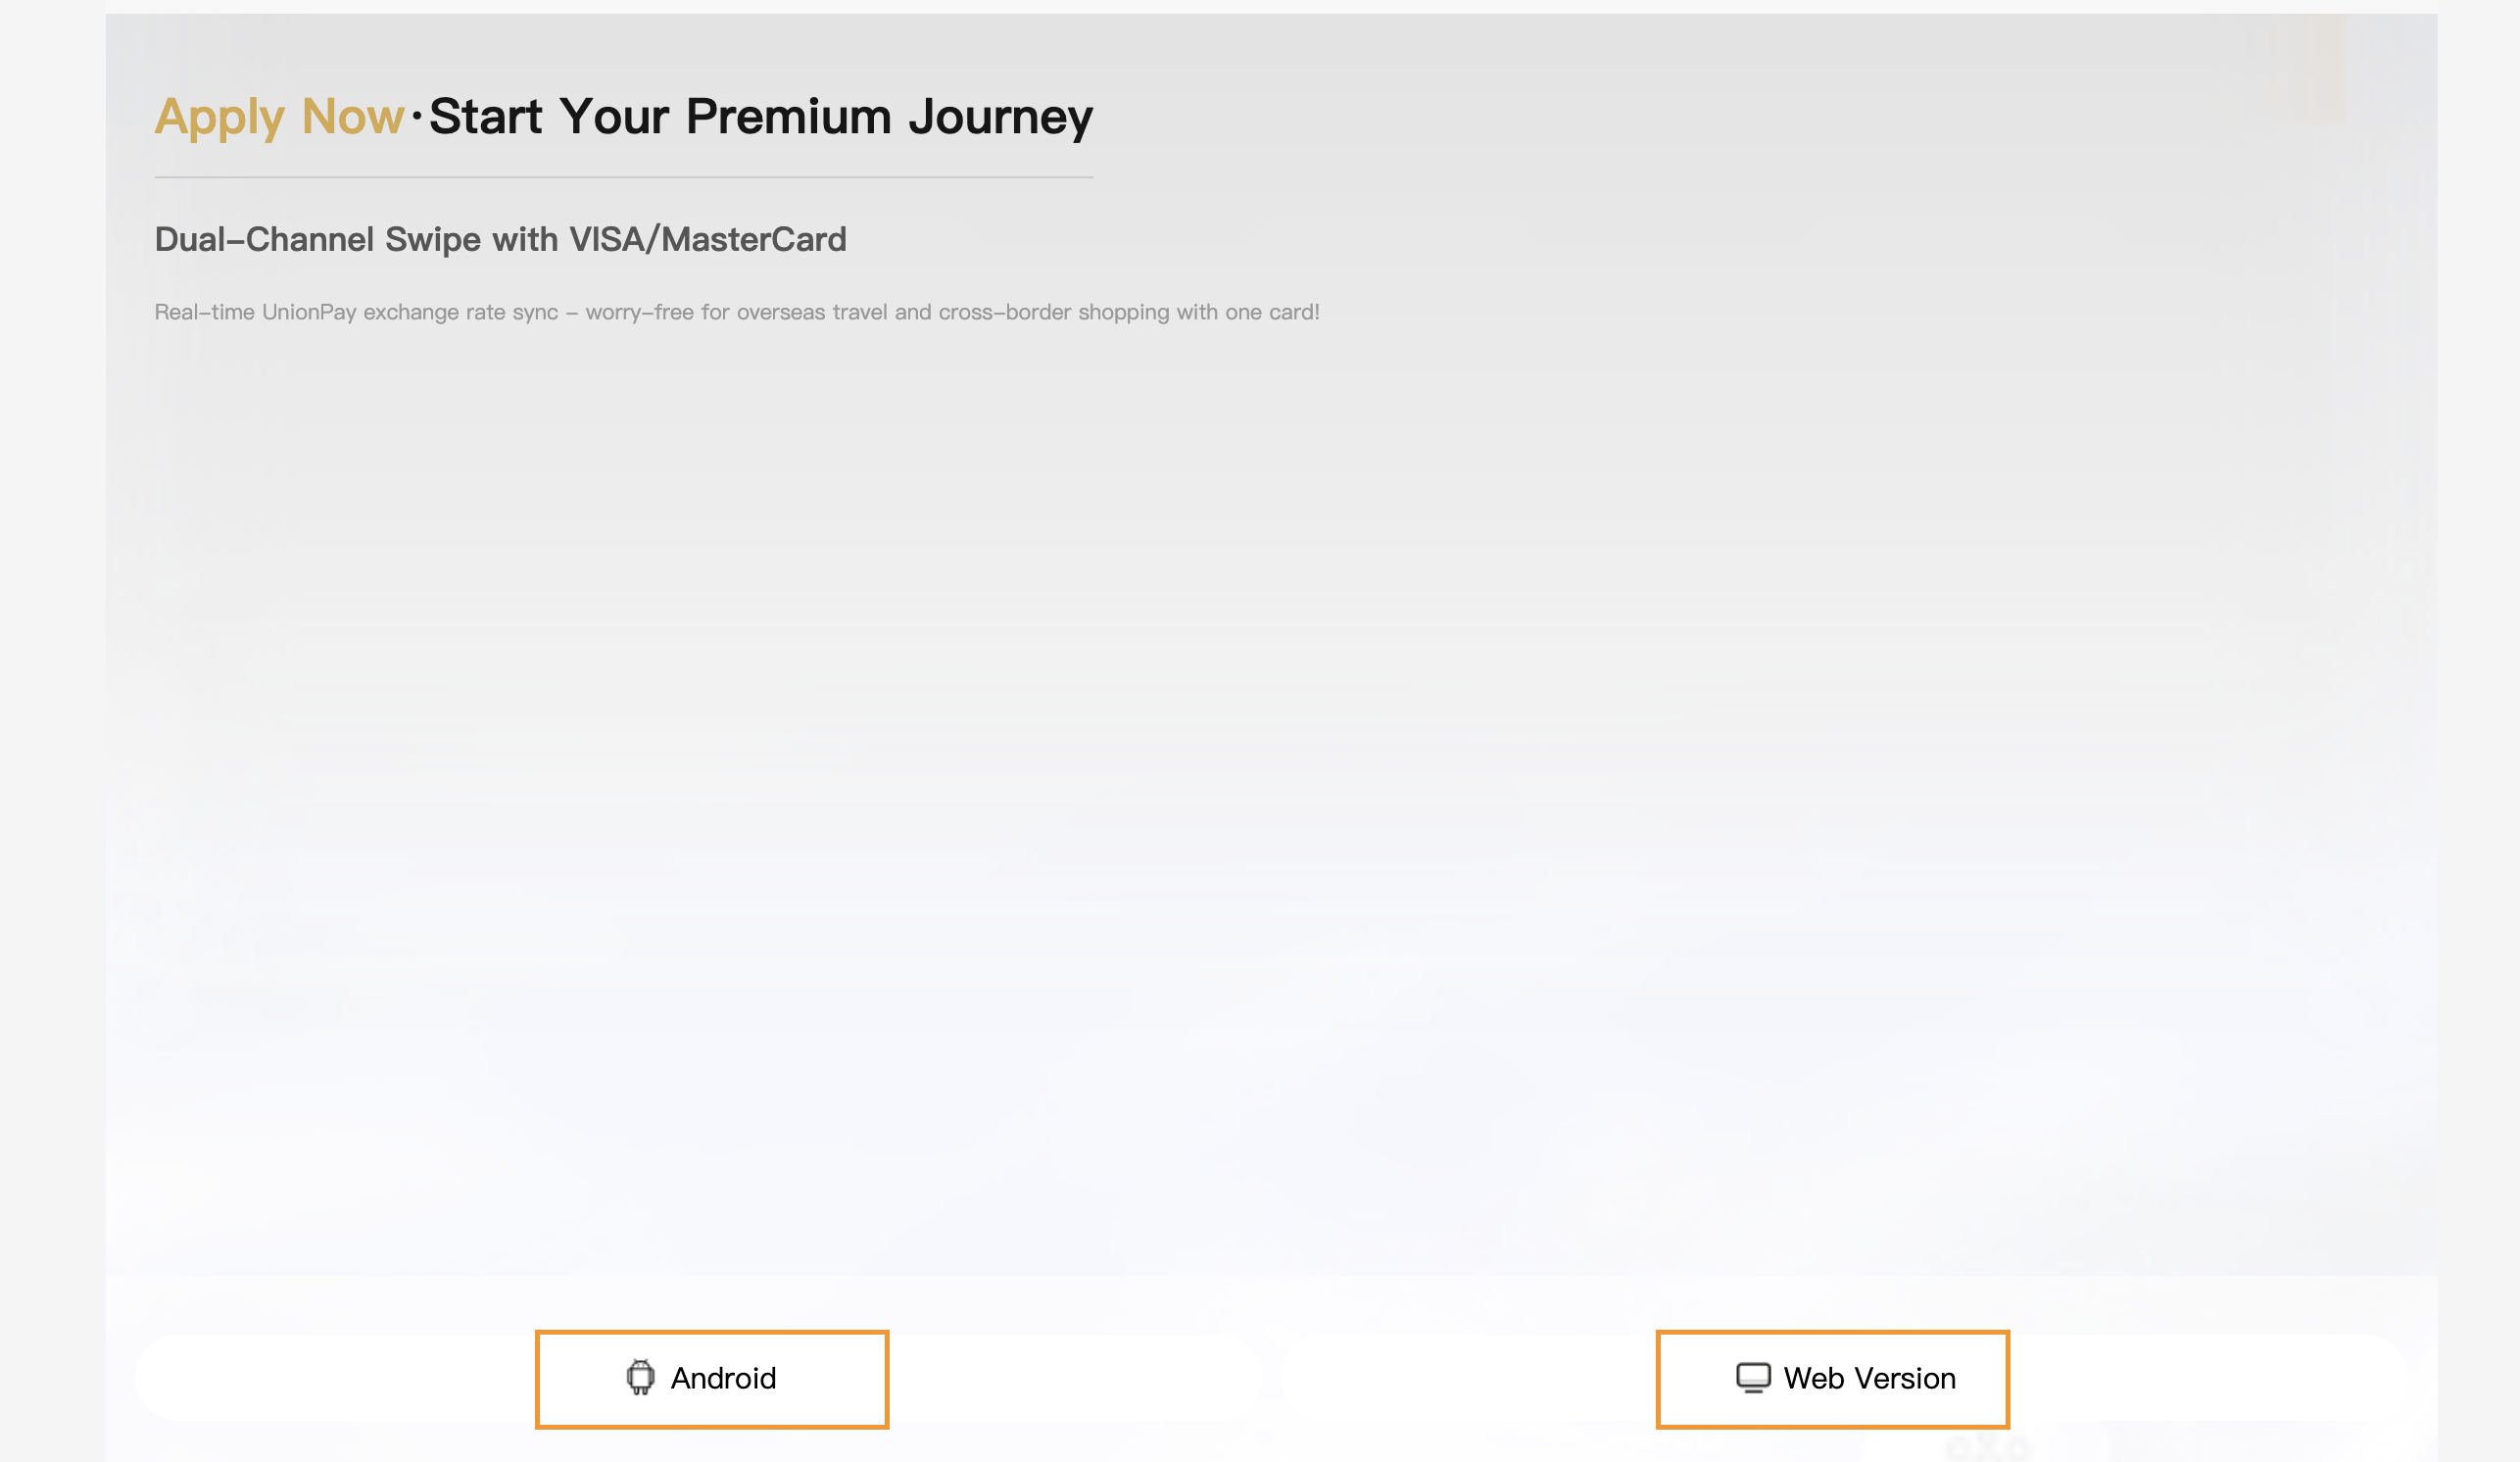 Apply Now·Start Your Premium Journey
Dual-Channel Swipe with VISA/MasterCard
Real-time UnionPay exchange rate sync - worry-free for overseas travel and cross-border shopping with one card!
Android
Web Version